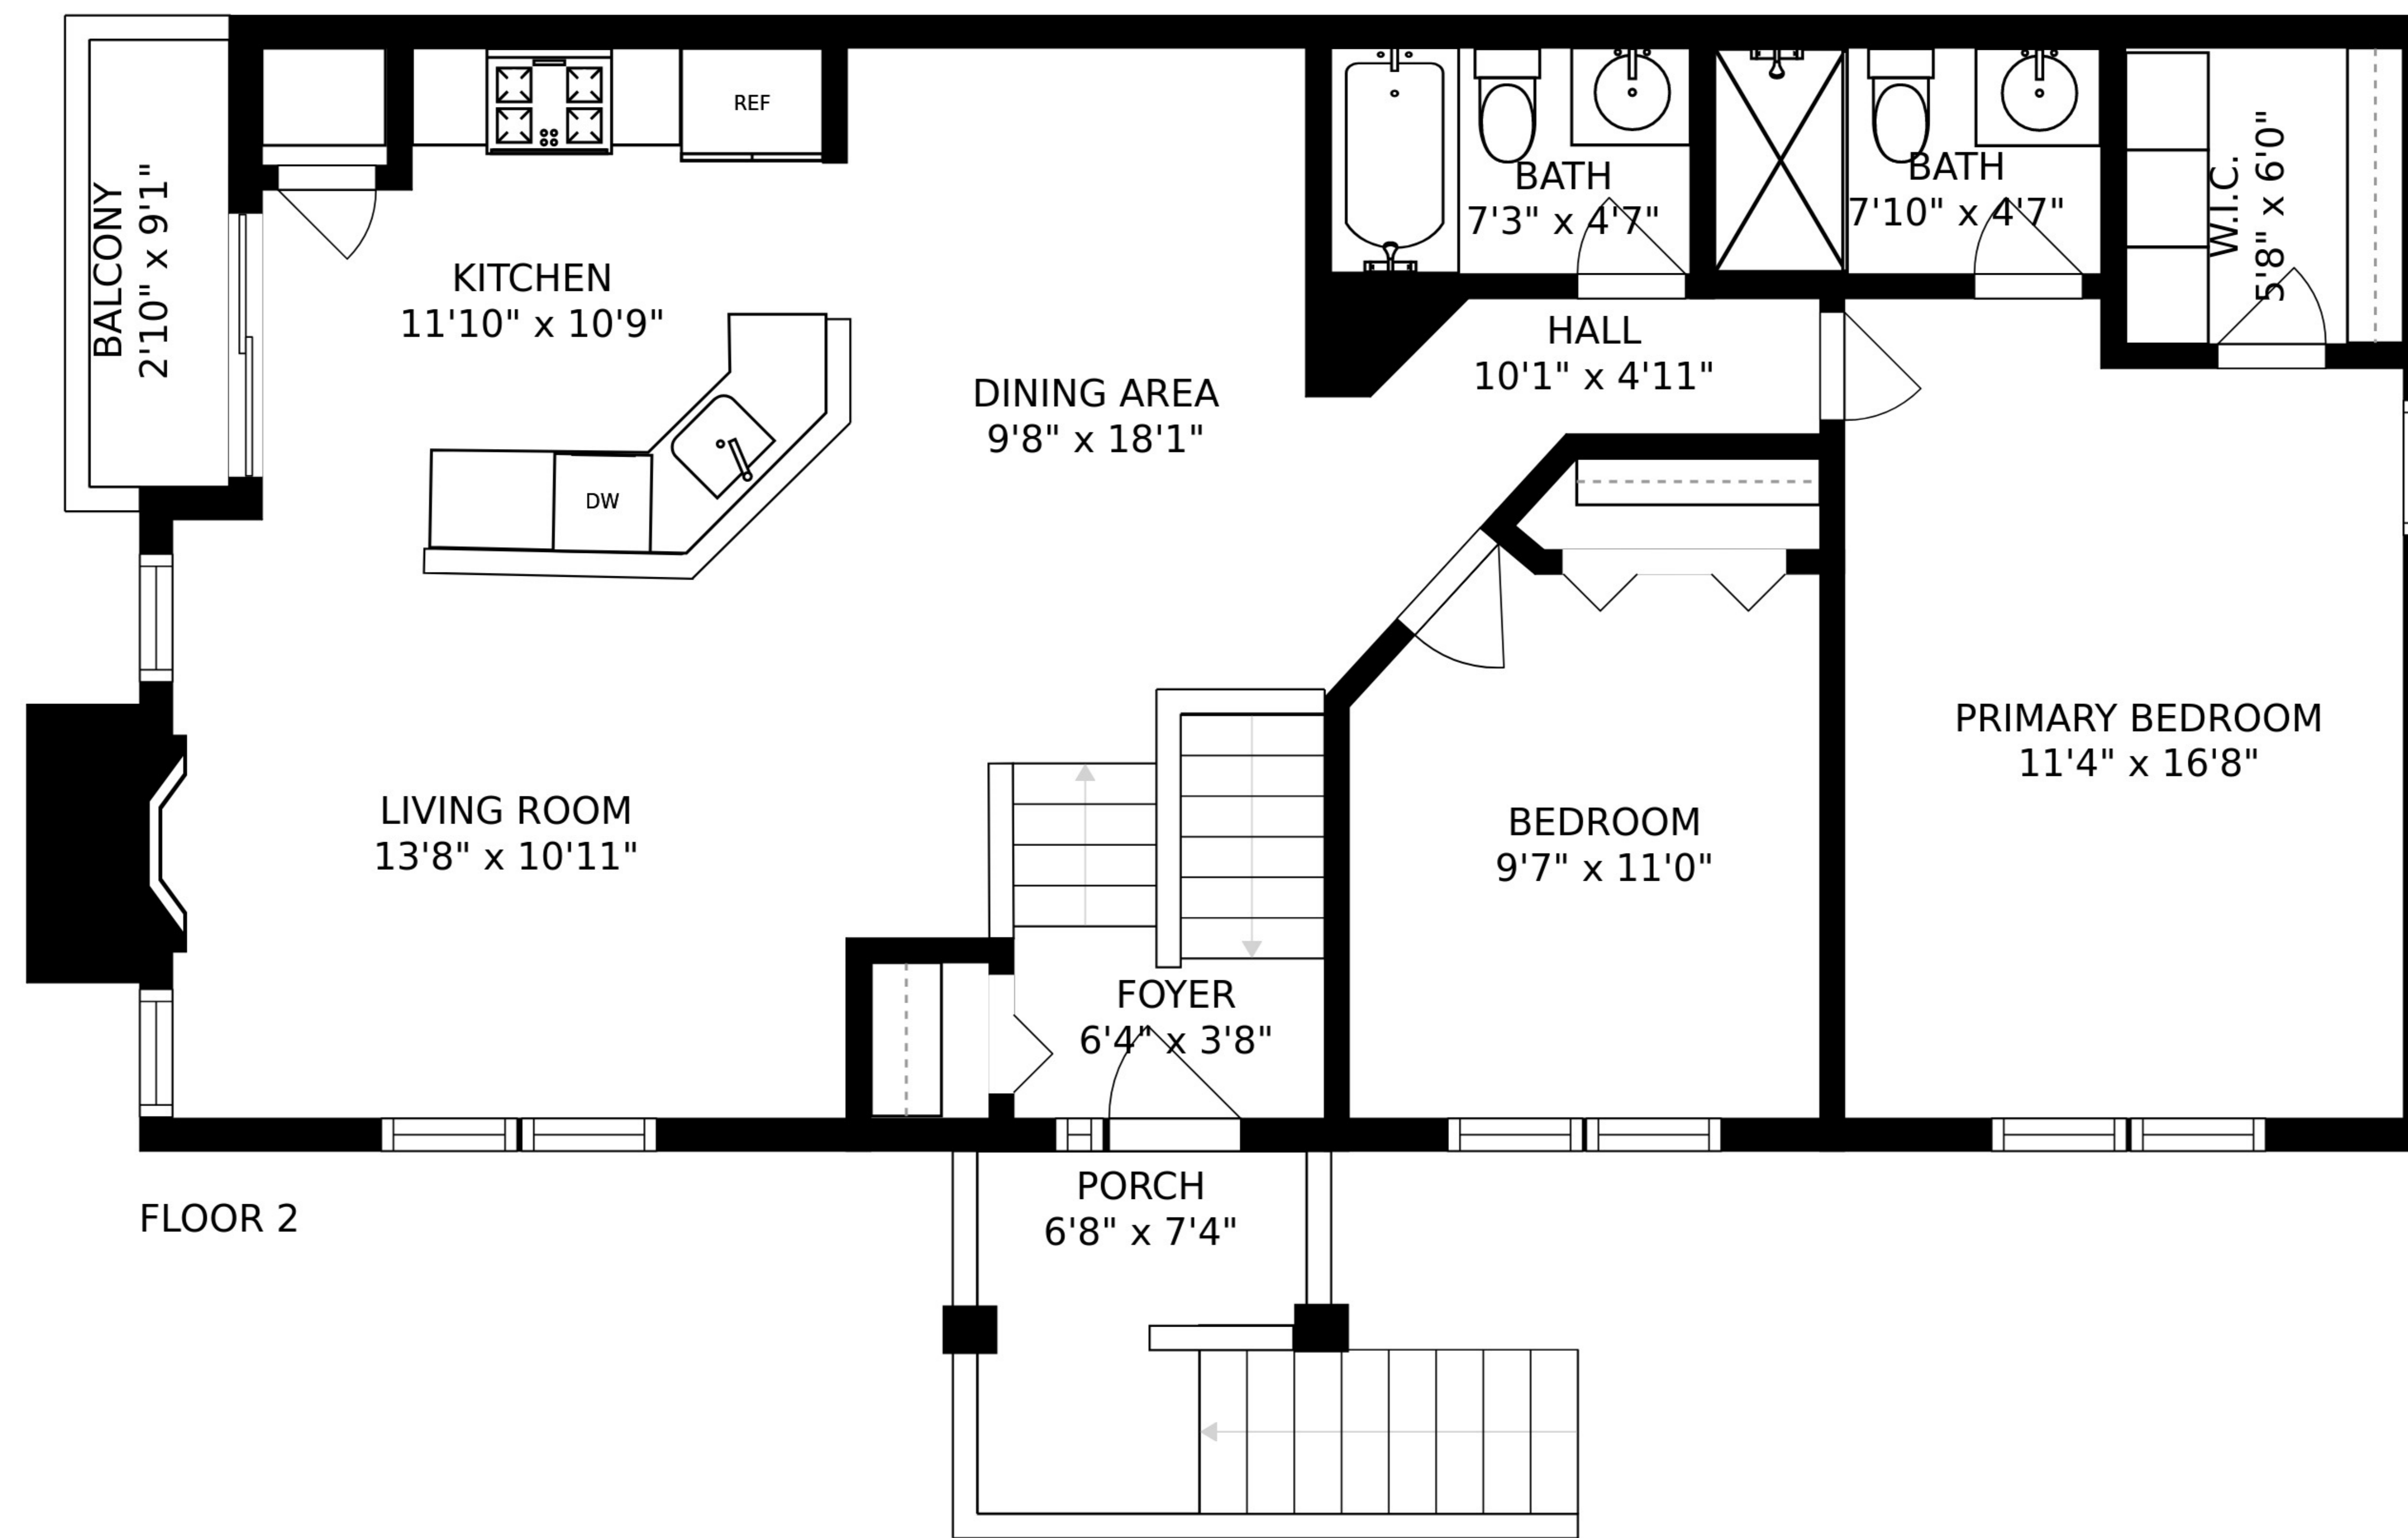 REF
BATH
7'3" x 4'7"
BATH
7'10" x 4'7"
W.I.C.
5'8" x 6'0"
BALCONY
2'10" x 9'1"
KITCHEN
11'10" x 10'9"
HALL
10'1" x 4'11"
DINING AREA
9'8" x 18'1"
DW
PRIMARY BEDROOM
11'4" x 16'8"
LIVING ROOM
13'8" x 10'11"
BEDROOM
9'7" x 11'0"
FOYER
6'4" x 3'8"
PORCH
6'8" x 7'4"
FLOOR 2